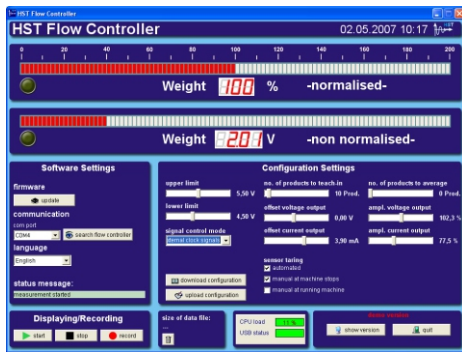 HST Flow Controller
HST Flow Controller 02.05.2007 10:17 HST
0 20 40 60 80 100 120 140 160 180 200
Weight 100 % -normalised-
Weight 2.01 V -non normalised-
Software Settings
firmware
update
communication
com port
COM4 search flow controller
language
English
status message:
measurement started
Configuration Settings
upper limit
5,50 V
lower limit
4,50 V
signal control mode
download configuration
upload configuration
no. of products to teach-in
10 Prod.
offset voltage output
0,00 V
offset current output
3,90 mA
no. of products to average
0 Prod.
ampl. voltage output
102,3 %
ampl. current output
77,5 %
sensor taring
automated
manual at machine stops
manual at running machine
Displaying/Recording
start stop record
size of data file:
...
CPU load 11 %
USB status
demo version
show version quit